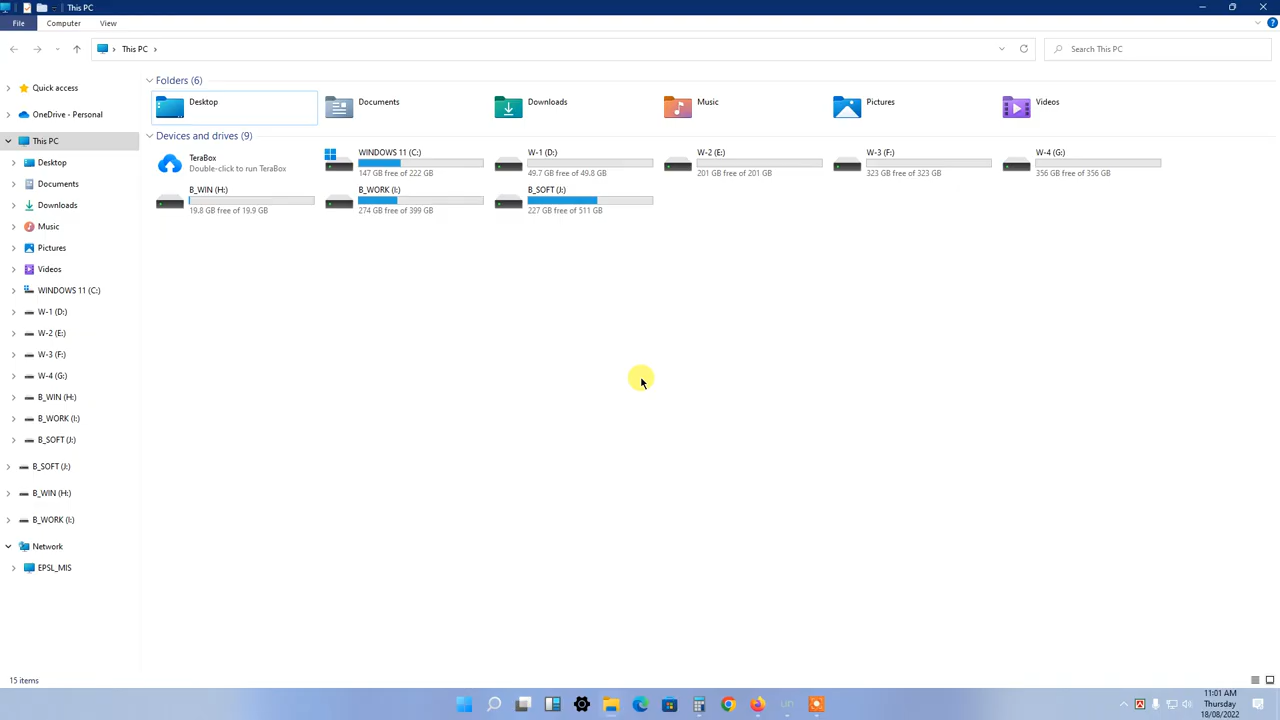 This PC
File
Computer
View
This PC
Search This PC
Quick access
OneDrive - Personal
This PC
Desktop
Documents
Downloads
Music
Pictures
Videos
WINDOWS 11 (C:)
W-1 (D:)
W-2 (E:)
W-3 (F:)
W-4 (G:)
B_WIN (H:)
B_WORK (I:)
B_SOFT (J:)
B_SOFT (J:)
B_WIN (H:)
B_WORK (I:)
Network
EPSL_MIS
Folders (6)
Desktop
Documents
Downloads
Music
Pictures
Videos
Devices and drives (9)
TeraBox
Double-click to run TeraBox
WINDOWS 11 (C:)
147 GB free of 222 GB
W-1 (D:)
49.7 GB free of 49.8 GB
W-2 (E:)
201 GB free of 201 GB
W-3 (F:)
323 GB free of 323 GB
W-4 (G:)
356 GB free of 356 GB
B_WIN (H:)
19.8 GB free of 19.9 GB
B_WORK (I:)
274 GB free of 399 GB
B_SOFT (J:)
227 GB free of 511 GB
15 items
un
11:01 AM
Thursday
18/08/2022